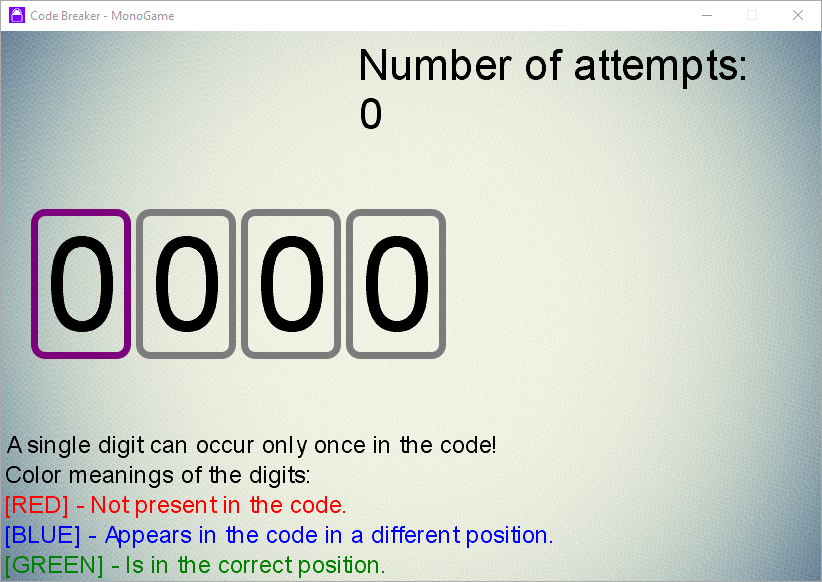 Code Breaker - MonoGame
Number of attempts:
0
0 0 0 0
A single digit can occur only once in the code!
Color meanings of the digits:
[RED] - Not present in the code.
[BLUE] - Appears in the code in a different position.
[GREEN] - Is in the correct position.